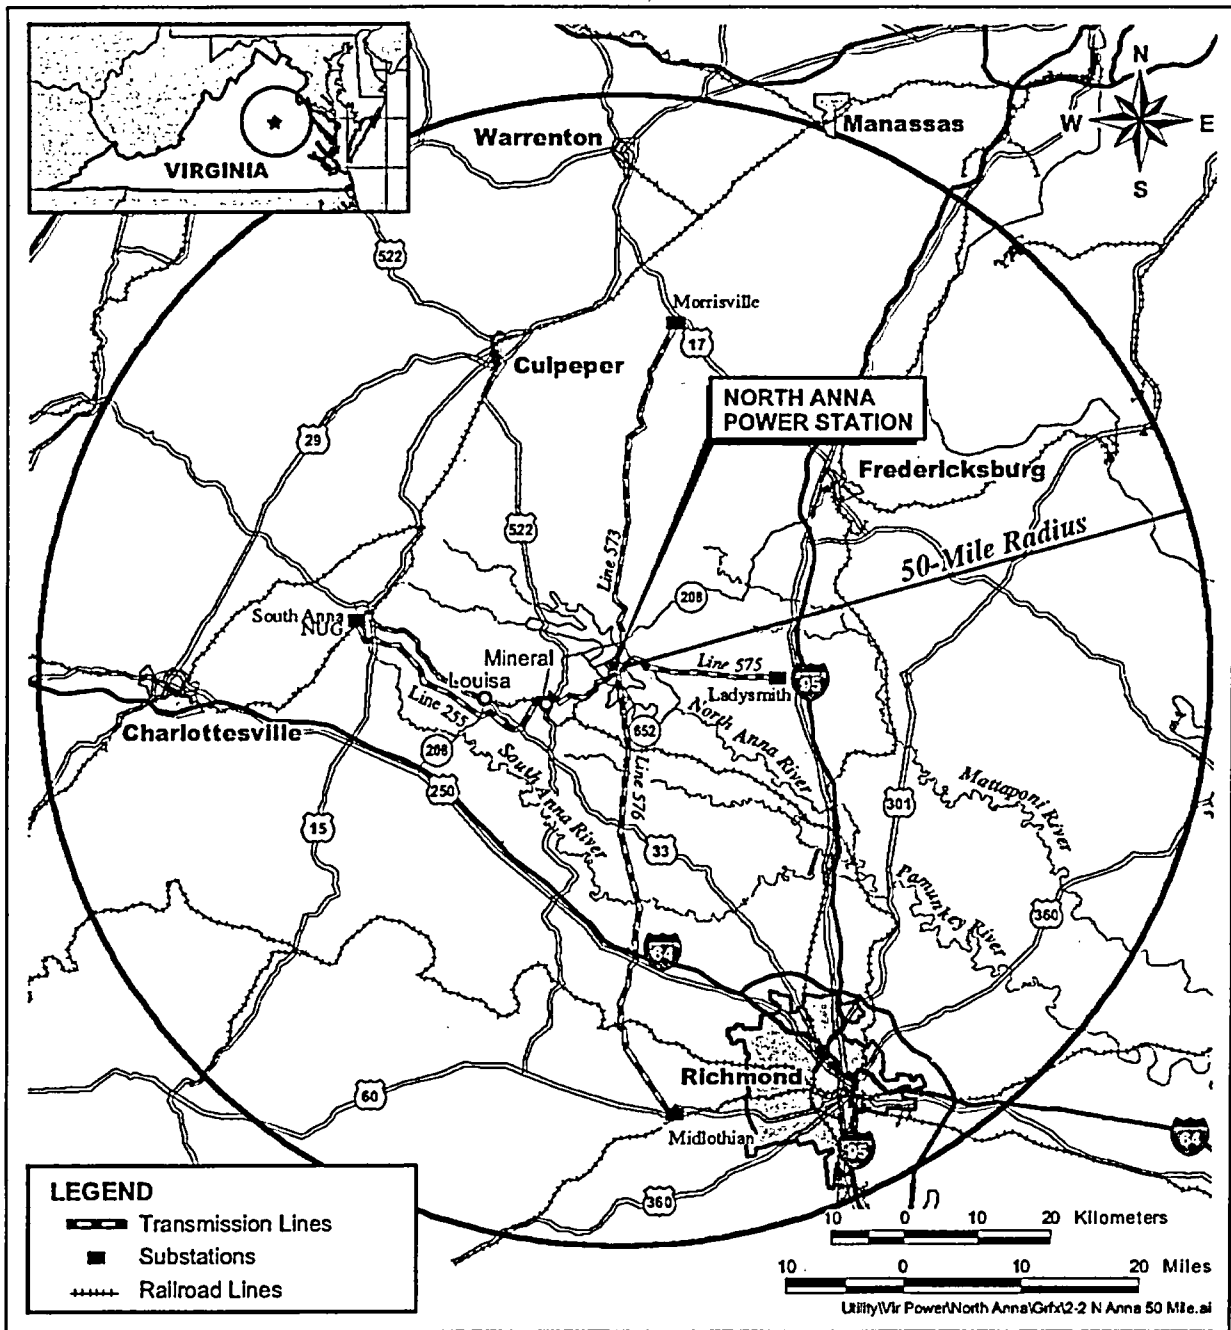 VIRGINIA
N
W
E
S
Warrenton
Manassas
522
Morrisville
17
Culpeper
NORTH ANNA
POWER STATION
29
Fredericksburg
522
50-Mile Radius
Line 573
208
South Anna
NUG
Mineral
Louisa
Line 575
95
Ladysmith
Line 255
North Anna River
Charlottesville
208
South Anna River
652
Line 576
250
301
Mattaponi River
15
33
Pamunkey River
360
64
Richmond
60
Midlothian
95
64
360
LEGEND
Transmission Lines
Substations
Railroad Lines
10 0 10 20 Kilometers
10 0 10 20 Miles
Utility\Vir Power\North Anna\Grfx\2-2 N Anna 50 Mile.ai